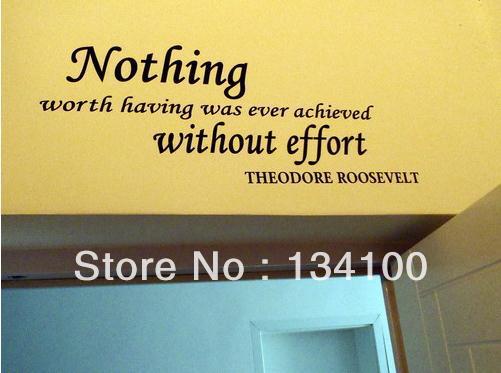 Nothing
worth having was ever achieved
without effort
THEODORE ROOSEVELT
Store No : 134100